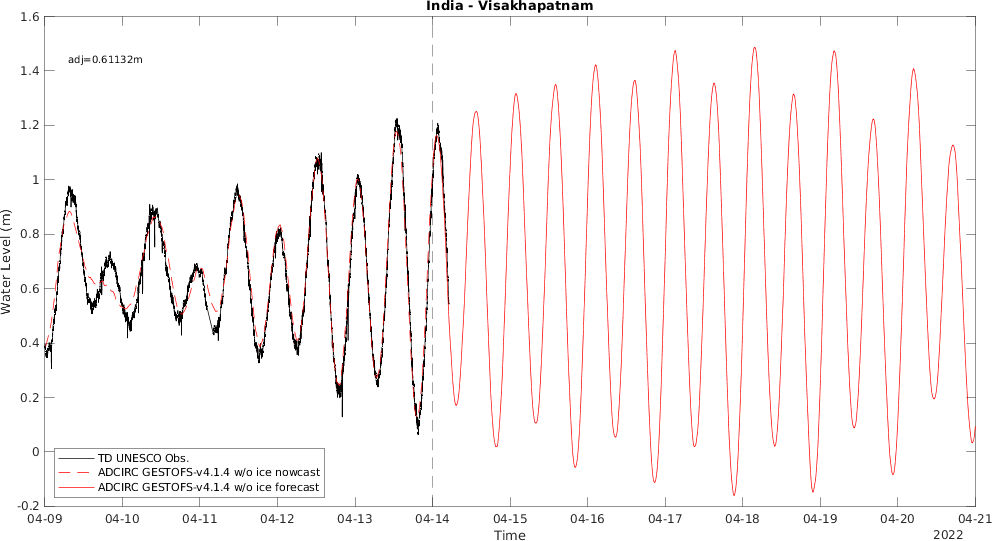 India - Visakhapatnam
1.6
1.4
1.2
1
0.8
0.6
0.4
0.2
0
-0.2
Water Level (m)
adj=0.61132m
TD UNESCO Obs.
ADCIRC GESTOFS-v4.1.4 w/o ice nowcast
ADCIRC GESTOFS-v4.1.4 w/o ice forecast
04-09 04-10 04-11 04-12 04-13 04-14 04-15 04-16 04-17 04-18 04-19 04-20 04-21
Time
2022